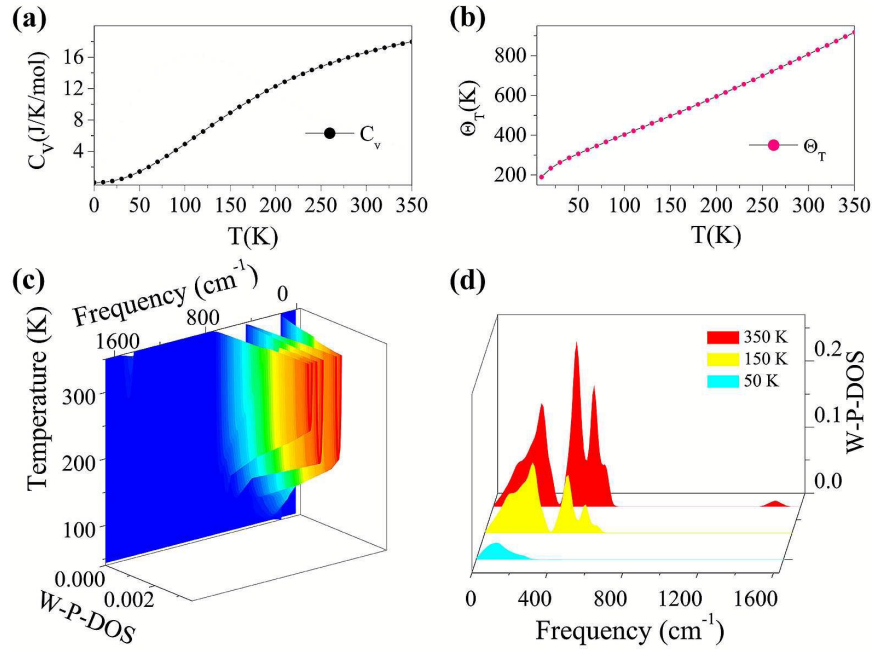 (a)
16
12
8
4
C_V(J/K/mol)
C_v
0 50 100 150 200 250 300 350
T(K)
(b)
800
600
400
200
Θ_T(K)
Θ_T
50 100 150 200 250 300 350
T(K)
(c)
Frequency (cm⁻¹)
1600 800 0
Temperature (K)
300
200
100
0.000
0.002
W-P-DOS
(d)
350 K
150 K
50 K
0.2
0.1
0.0
W-P-DOS
0 400 800 1200 1600
Frequency (cm⁻¹)